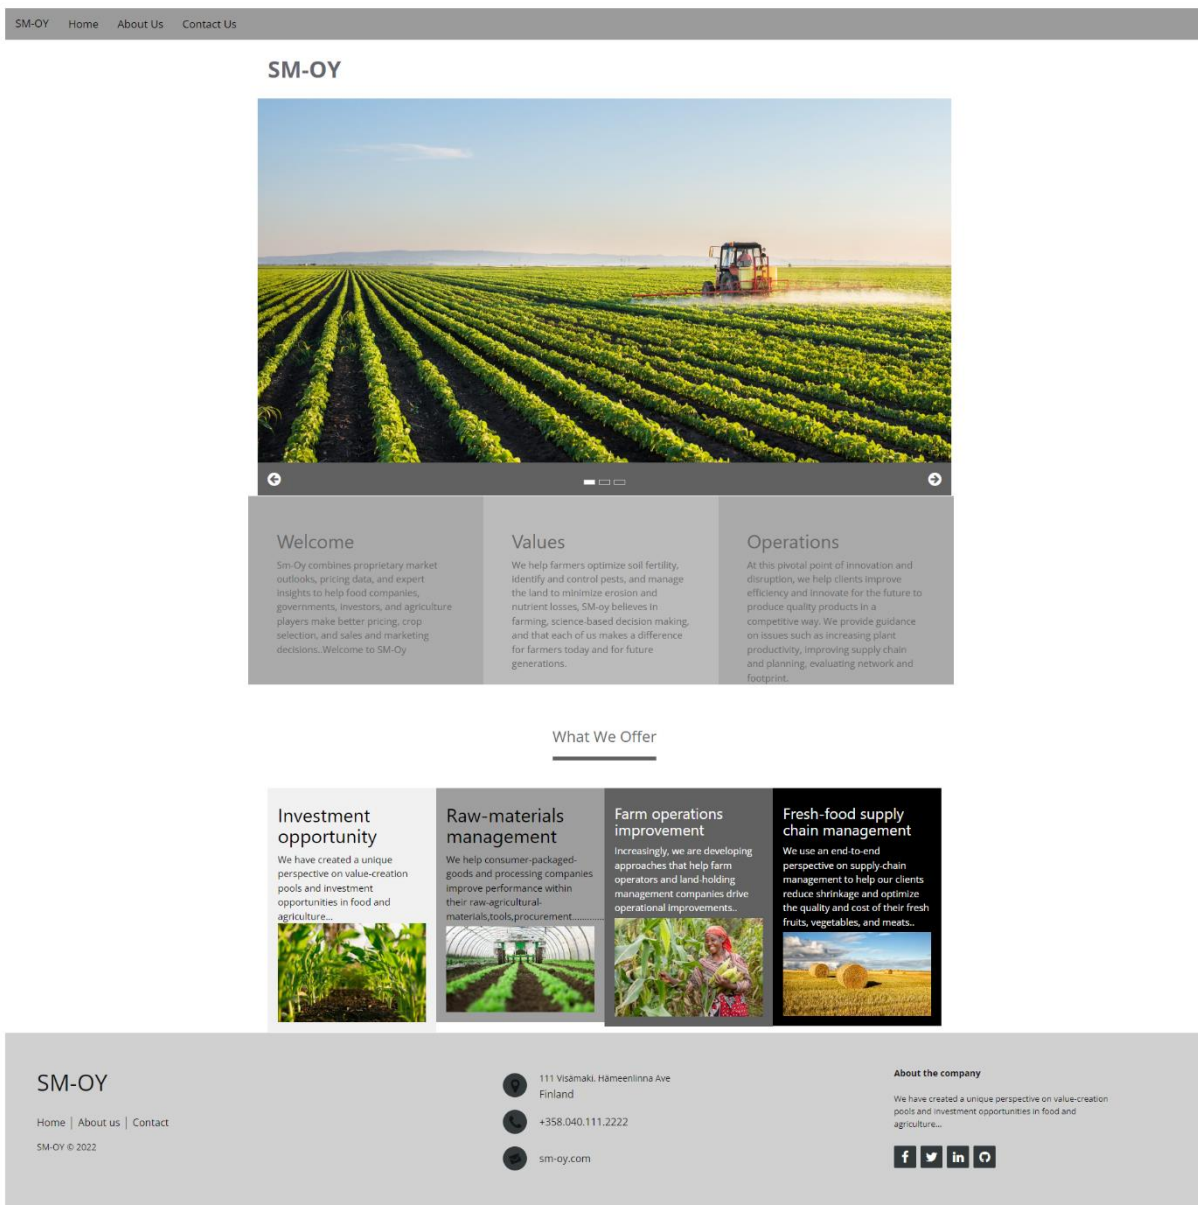 SM-OY Home About Us Contact Us
SM-OY
Welcome
Sm-Oy combines proprietary market
outlooks, pricing data, and expert
insights to help food companies,
governments, investors, and agriculture
players make better pricing, crop
selection, and sales and marketing
decisions..Welcome to SM-Oy
Values
We help farmers optimize soil fertility,
identify and control pests, and manage
the land to minimize erosion and
nutrient losses, SM-oy believes in
farming, science-based decision making,
and that each of us makes a difference
for farmers today and for future
generations.
Operations
At this pivotal point of innovation and
disruption, we help clients improve
efficiency and innovate for the future to
produce quality products in a
competitive way. We provide guidance
on issues such as increasing plant
productivity, improving supply chain
and planning, evaluating network and
footprint.
What We Offer
Investment
opportunity
We have created a unique
perspective on value-creation
pools and investment
opportunities in food and
agriculture...
Raw-materials
management
We help consumer-packaged-
goods and processing companies
improve performance within
their raw-agricultural-
materials,tools,procurement.............
Farm operations
improvement
Increasingly, we are developing
approaches that help farm
operators and land-holding
management companies drive
operational improvements..
Fresh-food supply
chain management
We use an end-to-end
perspective on supply-chain
management to help our clients
reduce shrinkage and optimize
the quality and cost of their fresh
fruits, vegetables, and meats..
SM-OY
Home | About us | Contact
SM-OY © 2022
111 Visämaki. Hämeenlinna Ave
Finland
+358.040.111.2222
sm-oy.com
About the company
We have created a unique perspective on value-creation
pools and investment opportunities in food and
agriculture...